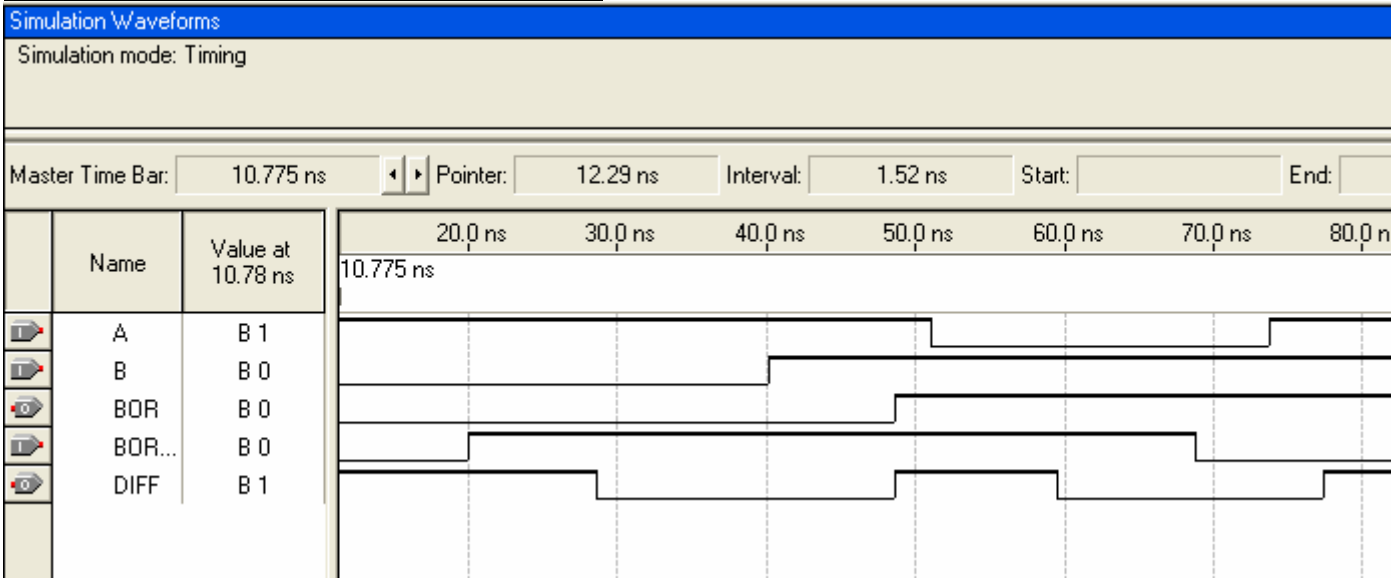 Simulation Waveforms
Simulation mode: Timing
Master Time Bar: 10.775 ns Pointer: 12.29 ns Interval: 1.52 ns Start: End:
Name Value at 10.78 ns 20.0 ns 30.0 ns 40.0 ns 50.0 ns 60.0 ns 70.0 ns 80.0 n
10.775 ns
A B 1
B B 0
BOR B 0
BOR... B 0
DIFF B 1